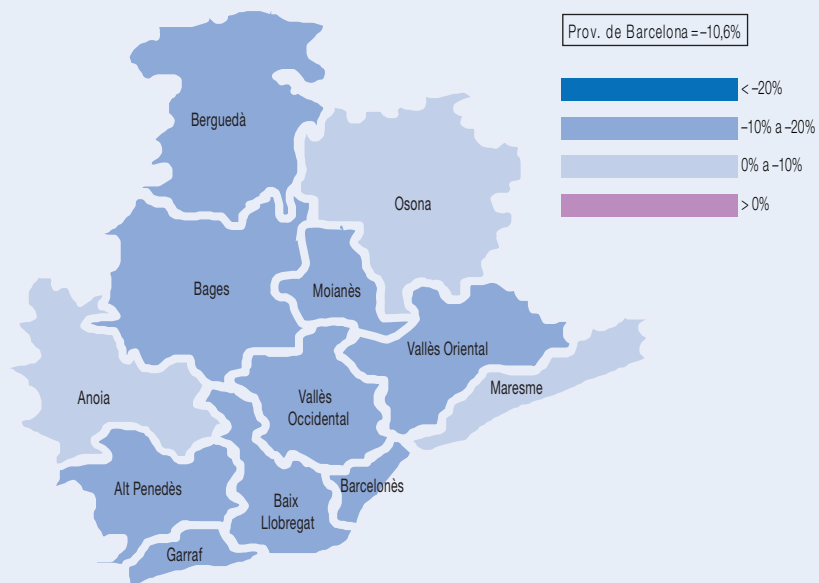 Prov. de Barcelona = –10,6%
< –20%
–10% a –20%
0% a –10%
> 0%
Berguedà
Osona
Bages
Moianès
Vallès Oriental
Maresme
Anoia
Vallès
Occidental
Alt Penedès
Baix
Llobregat
Barcelonès
Garraf